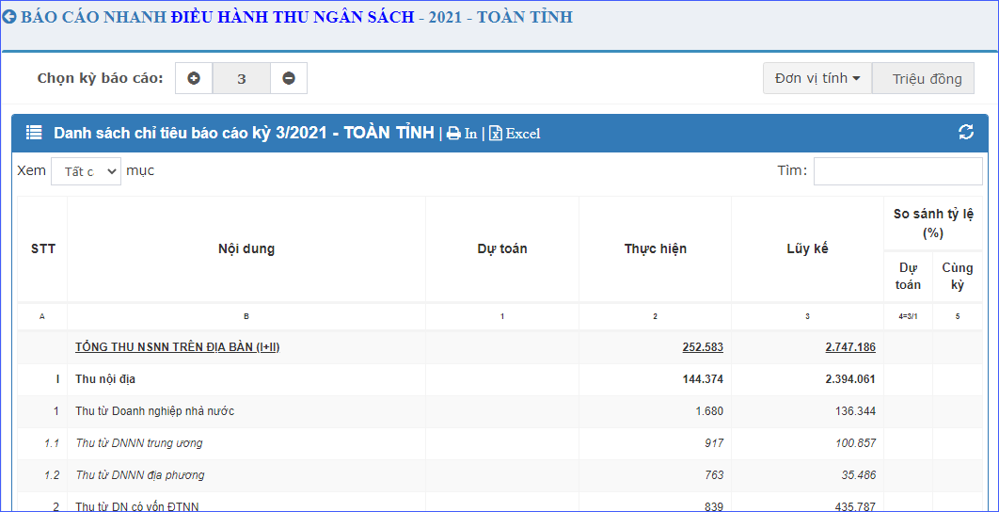 BÁO CÁO NHANH ĐIỀU HÀNH THU NGÂN SÁCH - 2021 - TOÀN TỈNH
Chọn kỳ báo cáo: 3 Đơn vị tính Triệu đồng
Danh sách chỉ tiêu báo cáo kỳ 3/2021 - TOÀN TỈNH | In | Excel
Xem Tất c mục Tìm:
STT Nội dung Dự toán Thực hiện Lũy kế So sánh tỷ lệ (%)
Dự toán Cùng kỳ
A B 1 2 3 4=3/1 5
TỔNG THU NSNN TRÊN ĐỊA BÀN (I+II) 252.583 2.747.186
I Thu nội địa 144.374 2.394.061
1 Thu từ Doanh nghiệp nhà nước 1.680 136.344
1.1 Thu từ DNNN trung ương 917 100.857
1.2 Thu từ DNNN địa phương 763 35.486
2 Thu từ DN có vốn ĐTNN 839 435.787